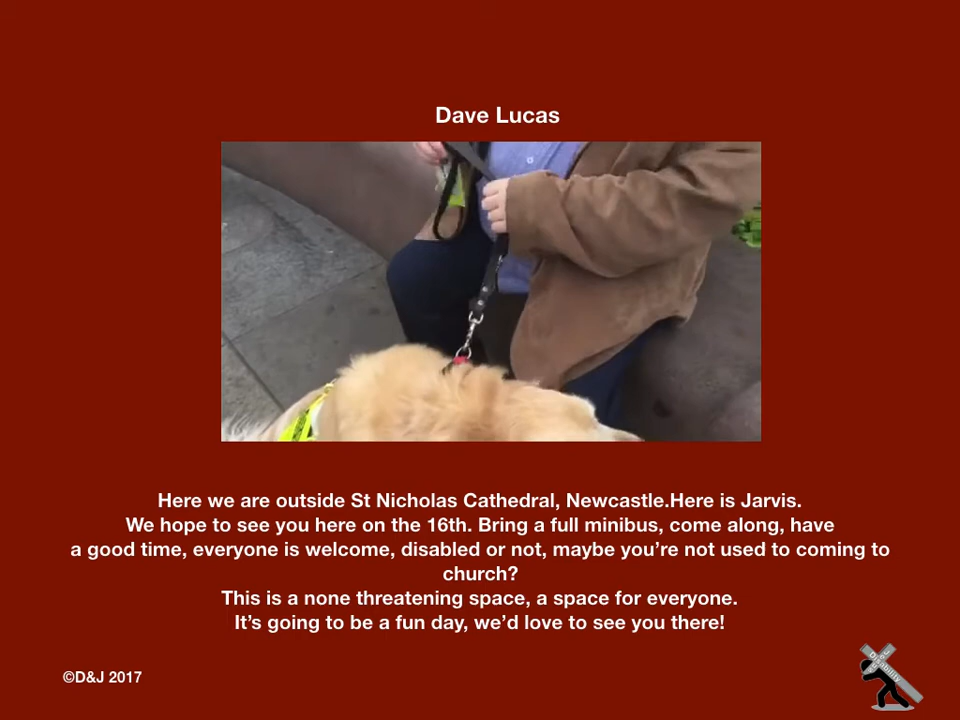 Dave Lucas
Here we are outside St Nicholas Cathedral, Newcastle.Here is Jarvis.
We hope to see you here on the 16th. Bring a full minibus, come along, have
a good time, everyone is welcome, disabled or not, maybe you’re not used to coming to
church?
This is a none threatening space, a space for everyone.
It’s going to be a fun day, we’d love to see you there!
©D&J 2017
Disability